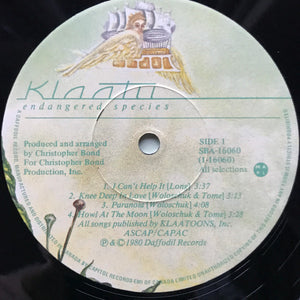 Klaatu
endangered species
Produced and arranged
by Christopher Bond
For Christopher Bond
Production, Inc.
SIDE 1
SBA-16060
(1-16060)
All selections
1. I Can't Help It [Long] 3:37
2. Knee Deep In Love [Woloschuk & Tome] 3:13
3. Paranoia [Woloschuk] 4:08
4. Howl At The Moon [Woloschuk & Tome] 3:28
All songs published by KLAATOONS, Inc.
ASCAP/CAPAC
℗ & © 1980 Daffodil Records